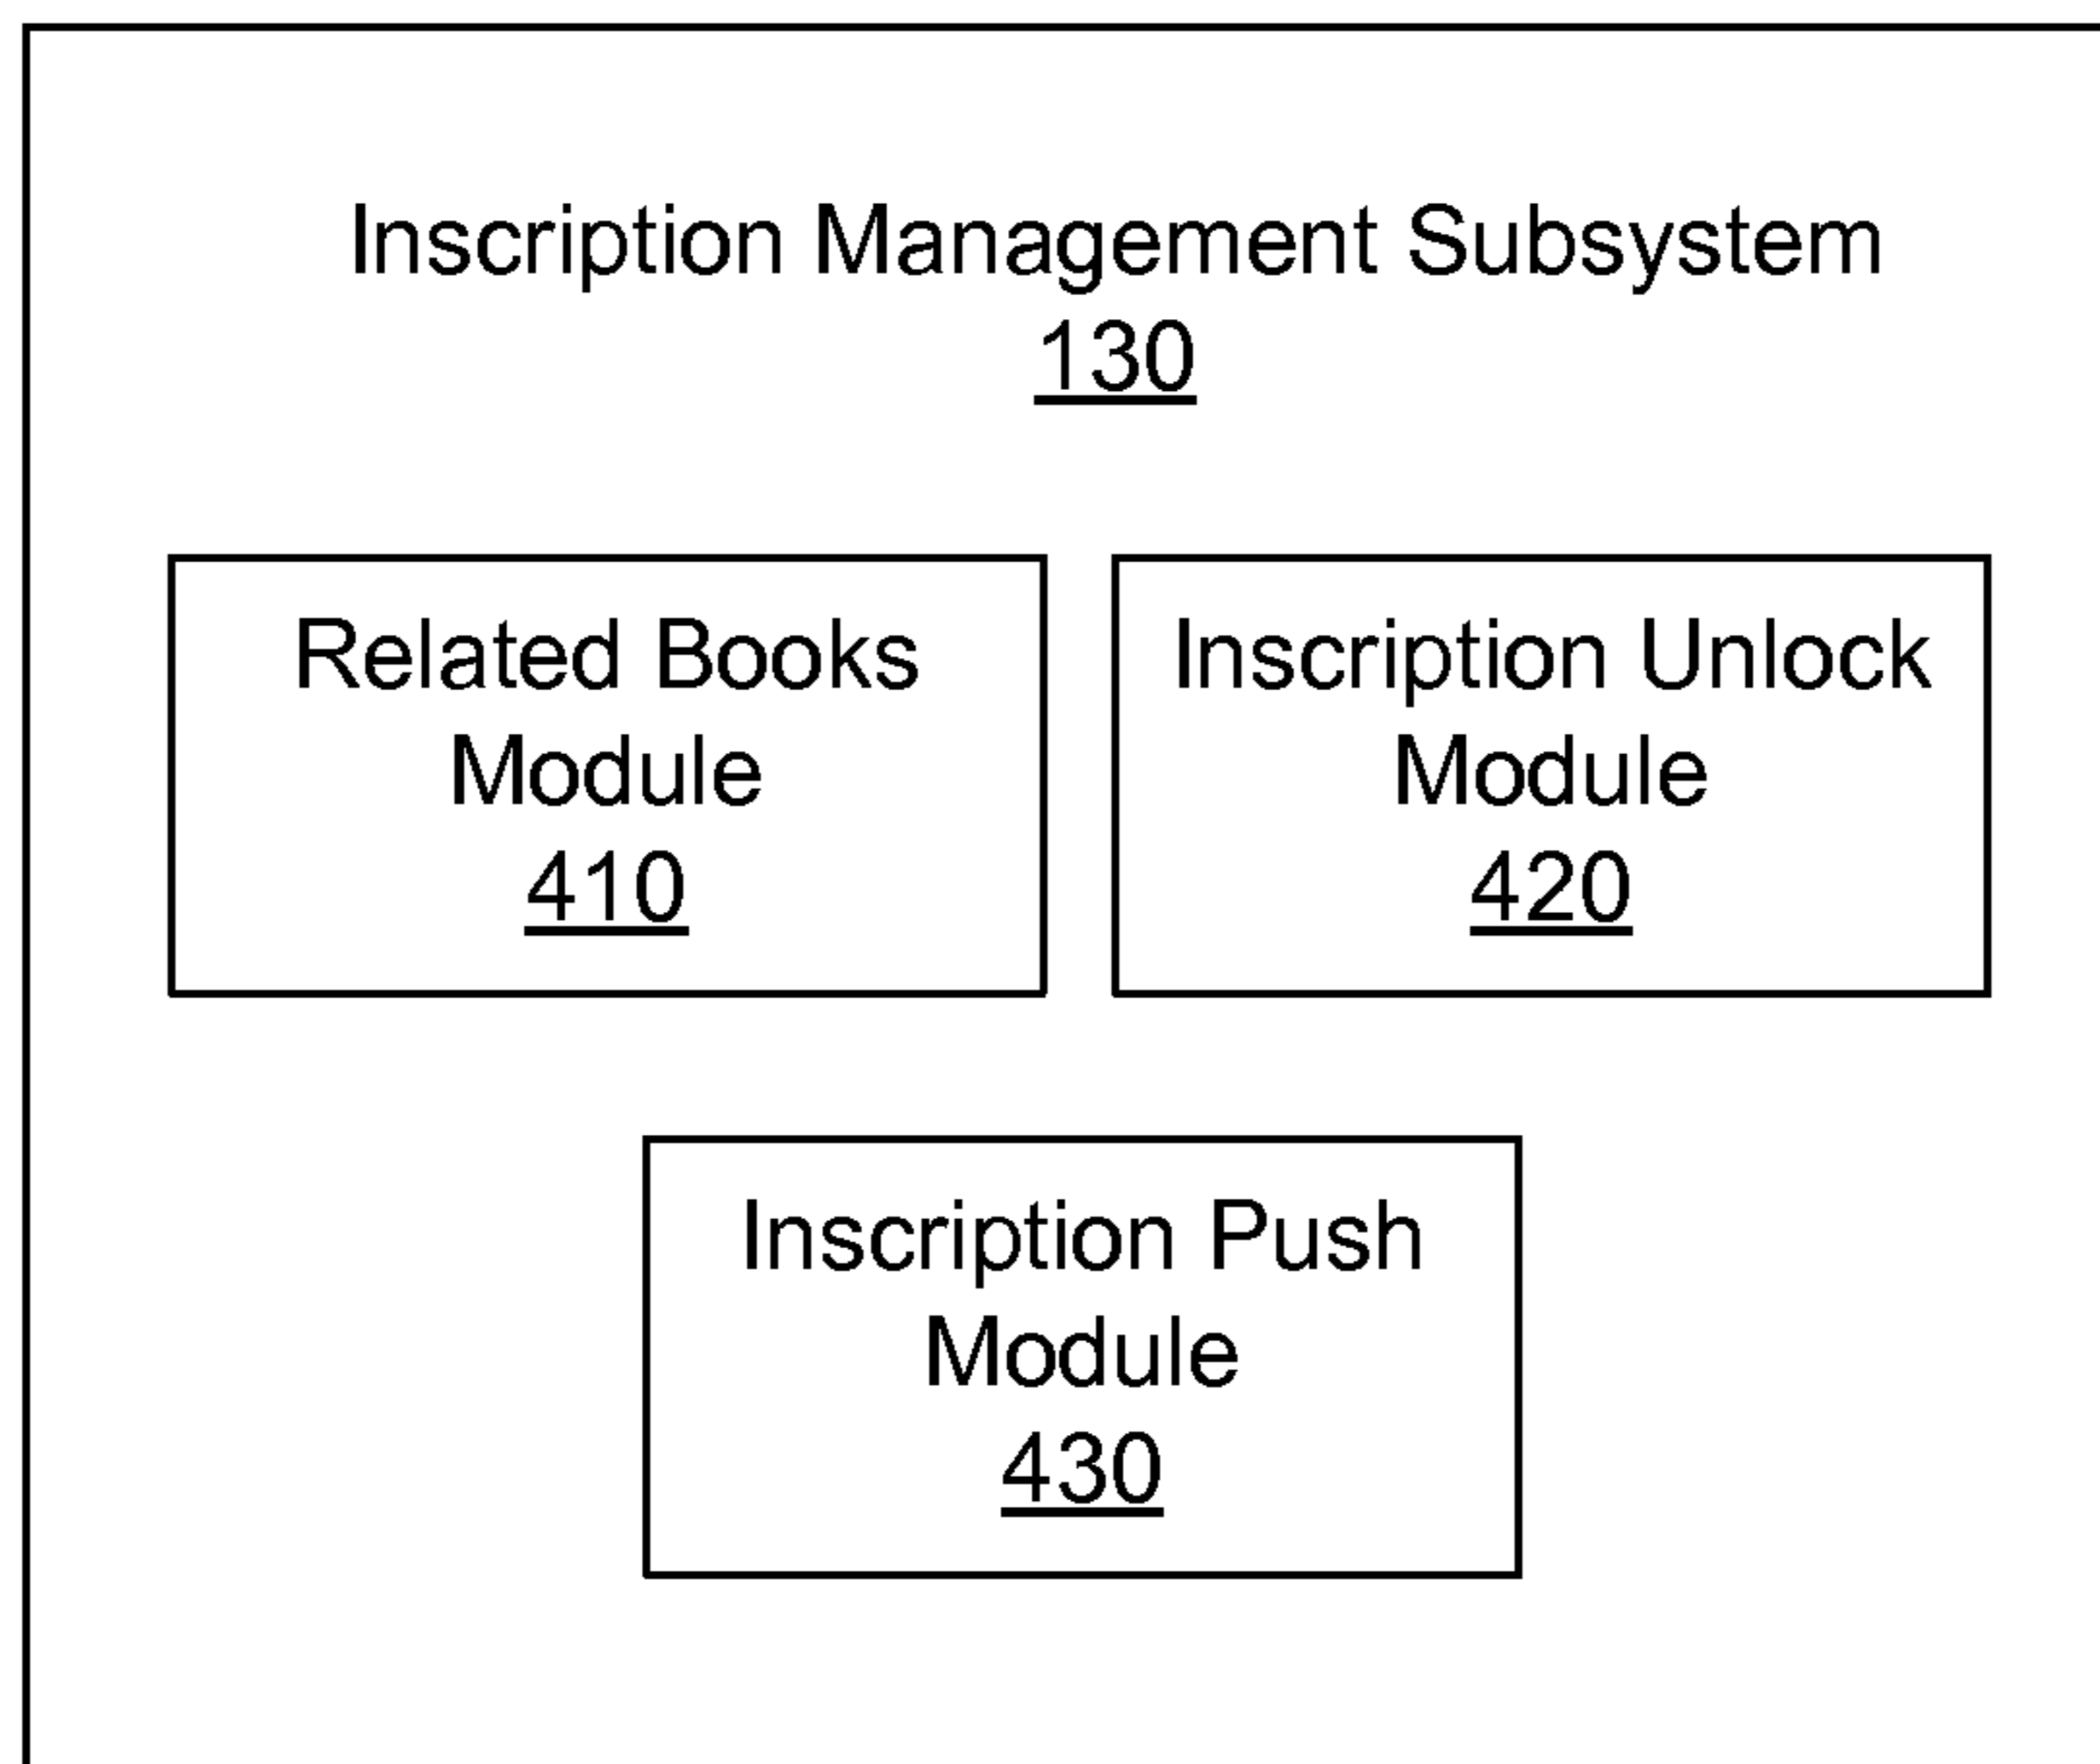 Inscription Management Subsystem
130
Related Books
Module
410
Inscription Unlock
Module
420
Inscription Push
Module
430